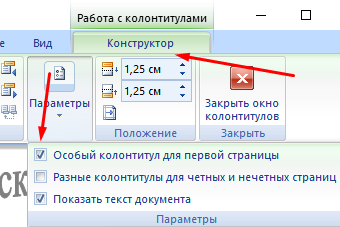 Работа с колонтитулами
е Вид Конструктор
Параметры
1,25 см
1,25 см
Закрыть окно
колонтитулов
Положение Закрыть
ск
Особый колонтитул для первой страницы
Разные колонтитулы для четных и нечетных страниц
Показать текст документа
Параметры